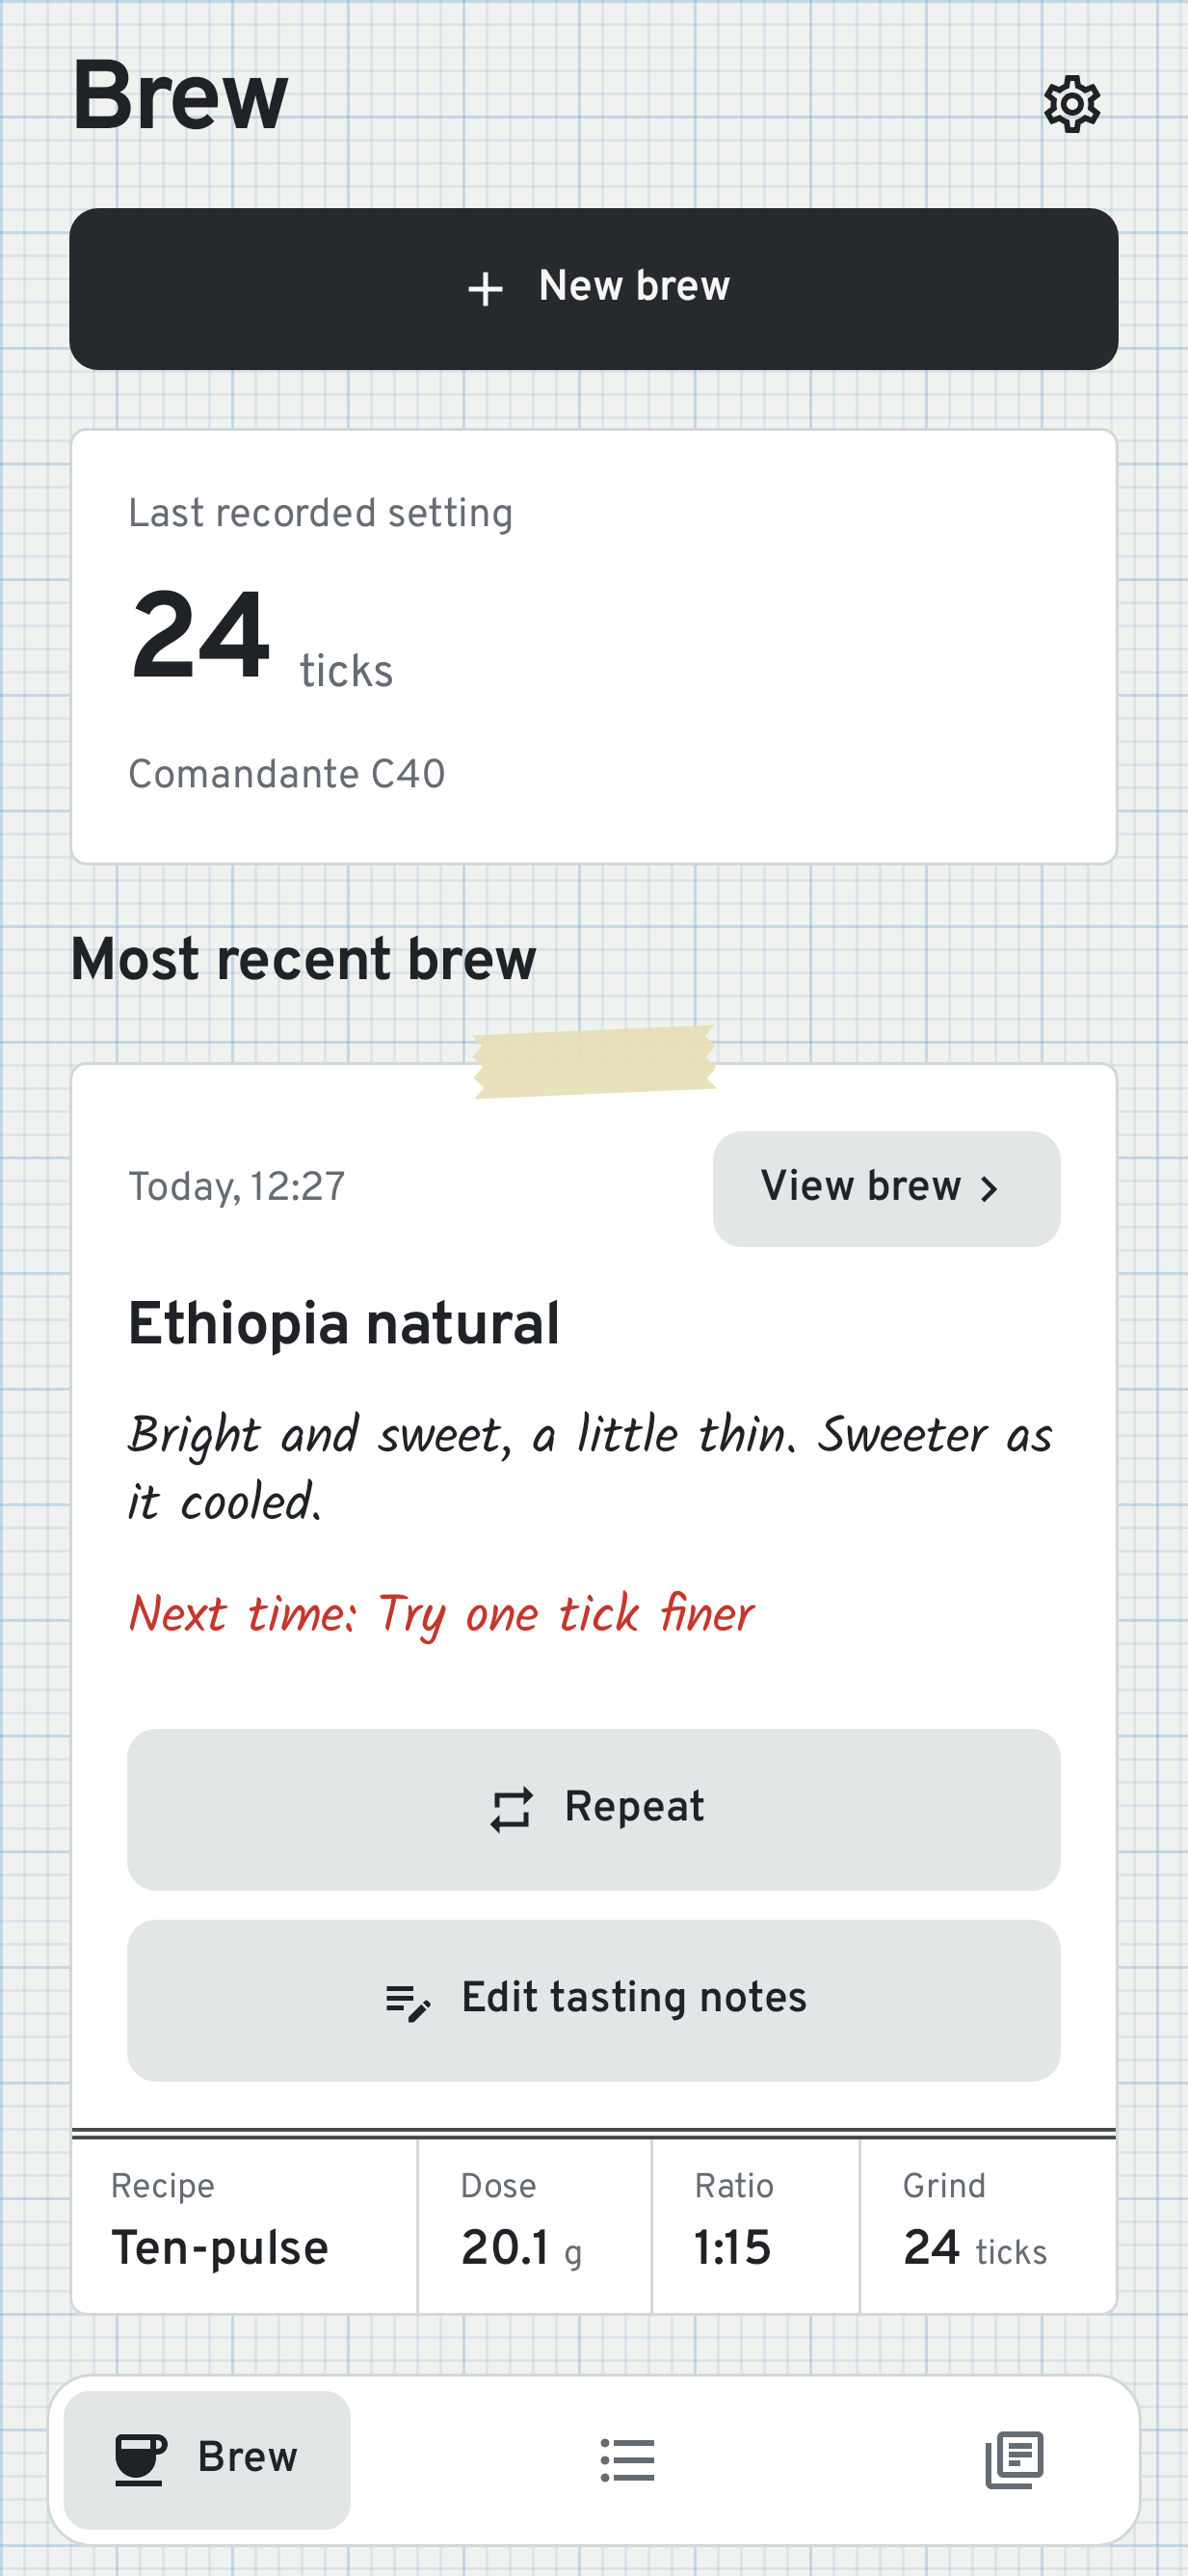 Brew
New brew
Last recorded setting
24 ticks
Comandante C40
Most recent brew
Today, 12:27
View brew
Ethiopia natural
Bright and sweet, a little thin. Sweeter as
it cooled.
Next time: Try one tick finer
Repeat
Edit tasting notes
Recipe Dose Ratio Grind
Ten-pulse 20.1 g 1:15 24 ticks
Brew